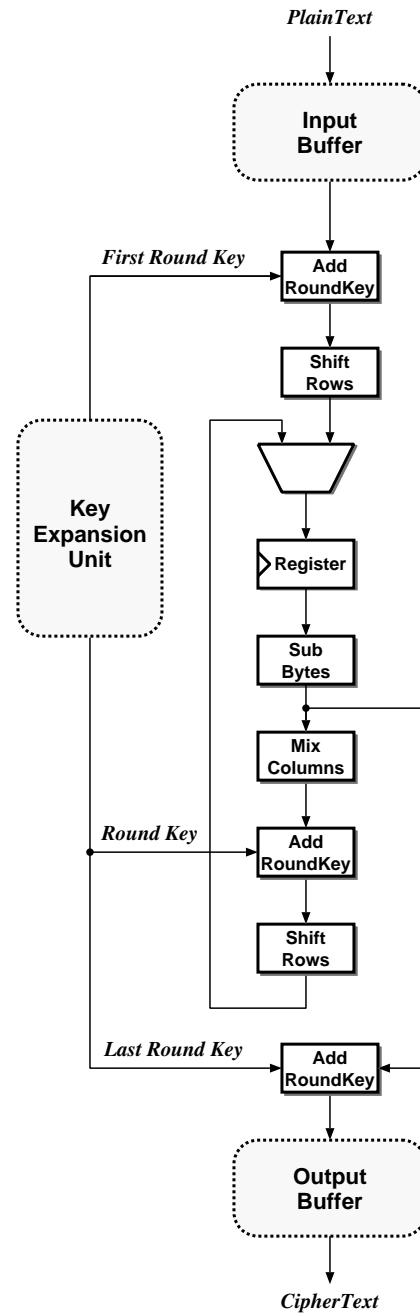 PlainText
Input
Buffer
First Round Key
Add
RoundKey
Shift
Rows
Key
Expansion
Unit
Register
Sub
Bytes
Mix
Columns
Round Key
Add
RoundKey
Shift
Rows
Last Round Key
Add
RoundKey
Output
Buffer
CipherText